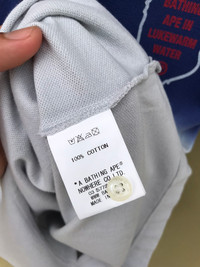 BATHING
APE IN
LUKEWARM
WATER
100% COTTON
*A BATHING APE®
NOWHERE CO.LTD
MADE IN